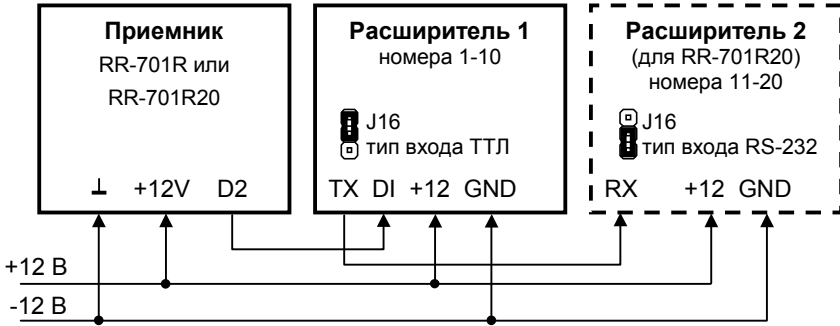 Приемник
RR-701R или
RR-701R20
⊥ +12V D2
Расширитель 1
номера 1-10
J16
тип входа ТТЛ
TX DI +12 GND
Расширитель 2
(для RR-701R20)
номера 11-20
J16
тип входа RS-232
RX +12 GND
+12 В
-12 В